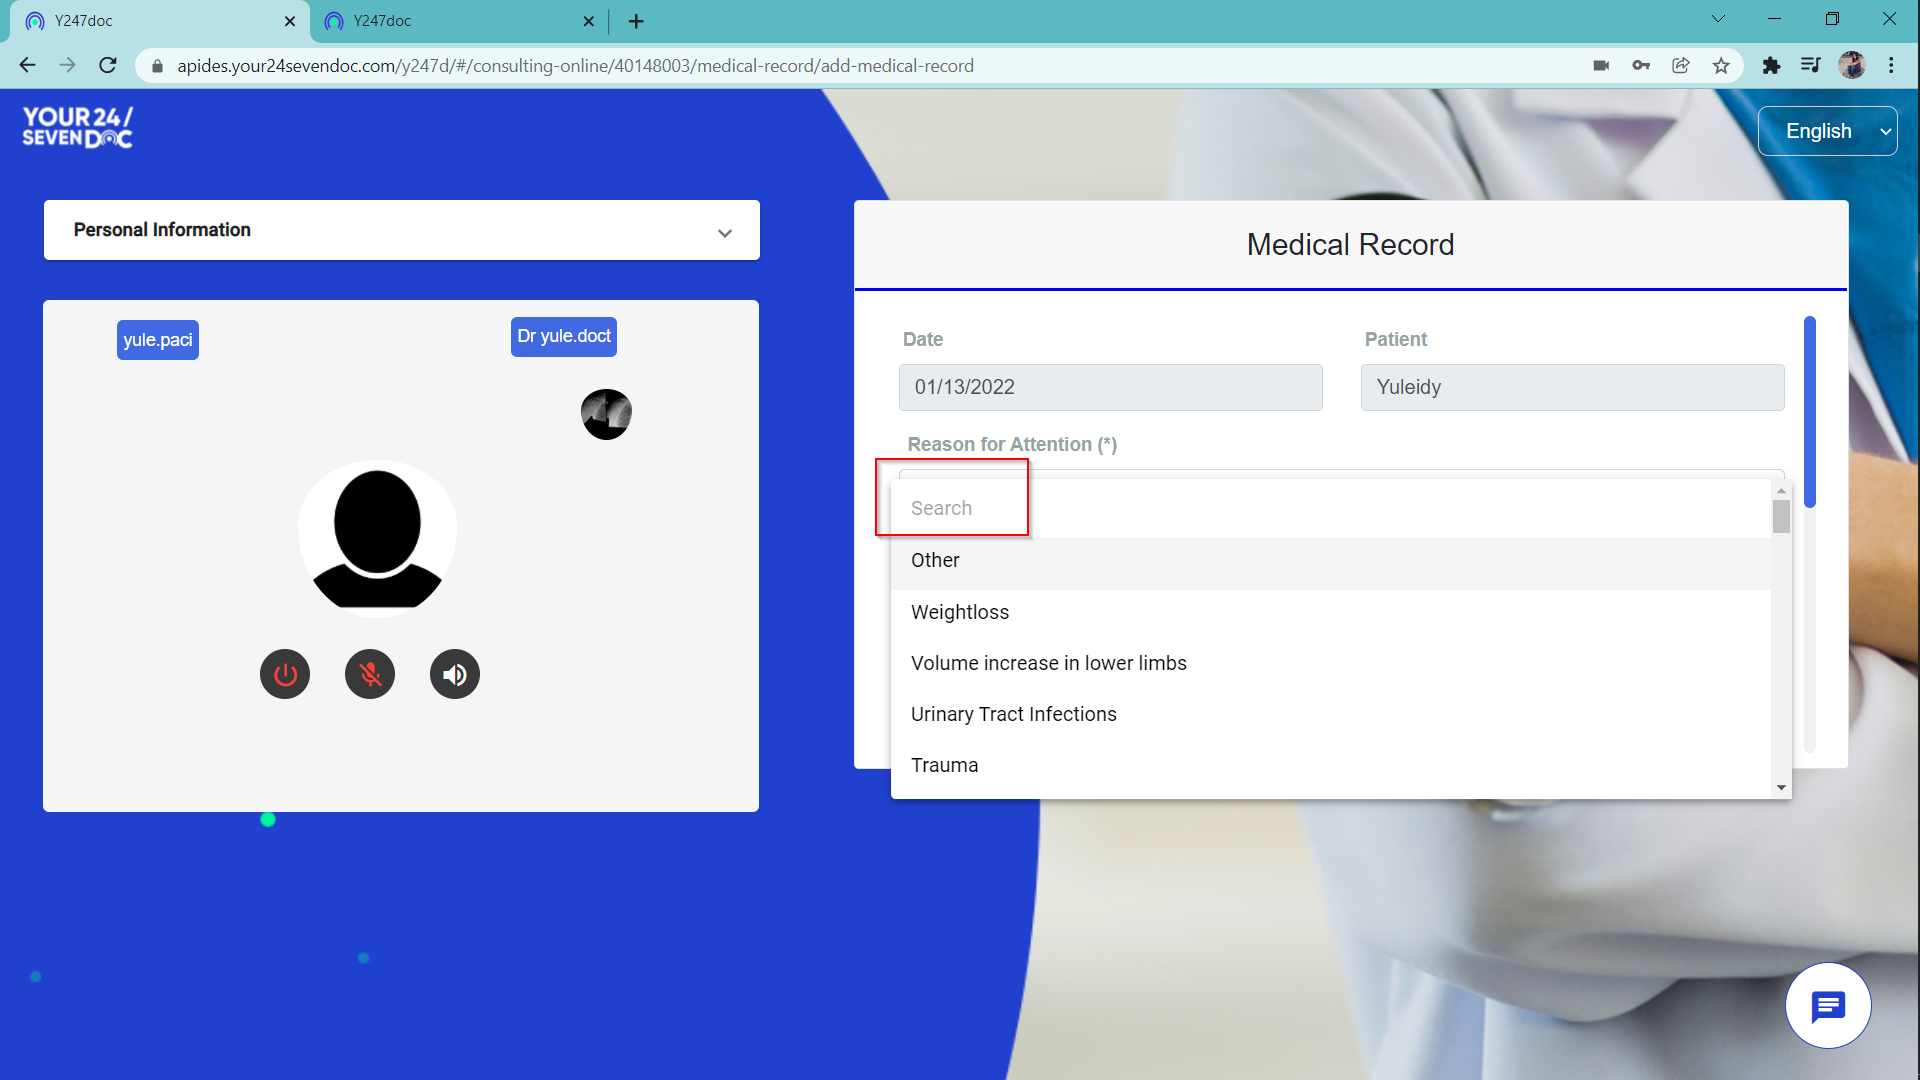 Y247doc
Y247doc
apides.your24sevendoc.com/y247d/#/consulting-online/40148003/medical-record/add-medical-record
YOUR 24/
SEVEN DOC
English
Personal Information
yule.paci
Dr yule.doct
Medical Record
Date
Patient
01/13/2022
Yuleidy
Reason for Attention (*)
Search
Other
Weightloss
Volume increase in lower limbs
Urinary Tract Infections
Trauma